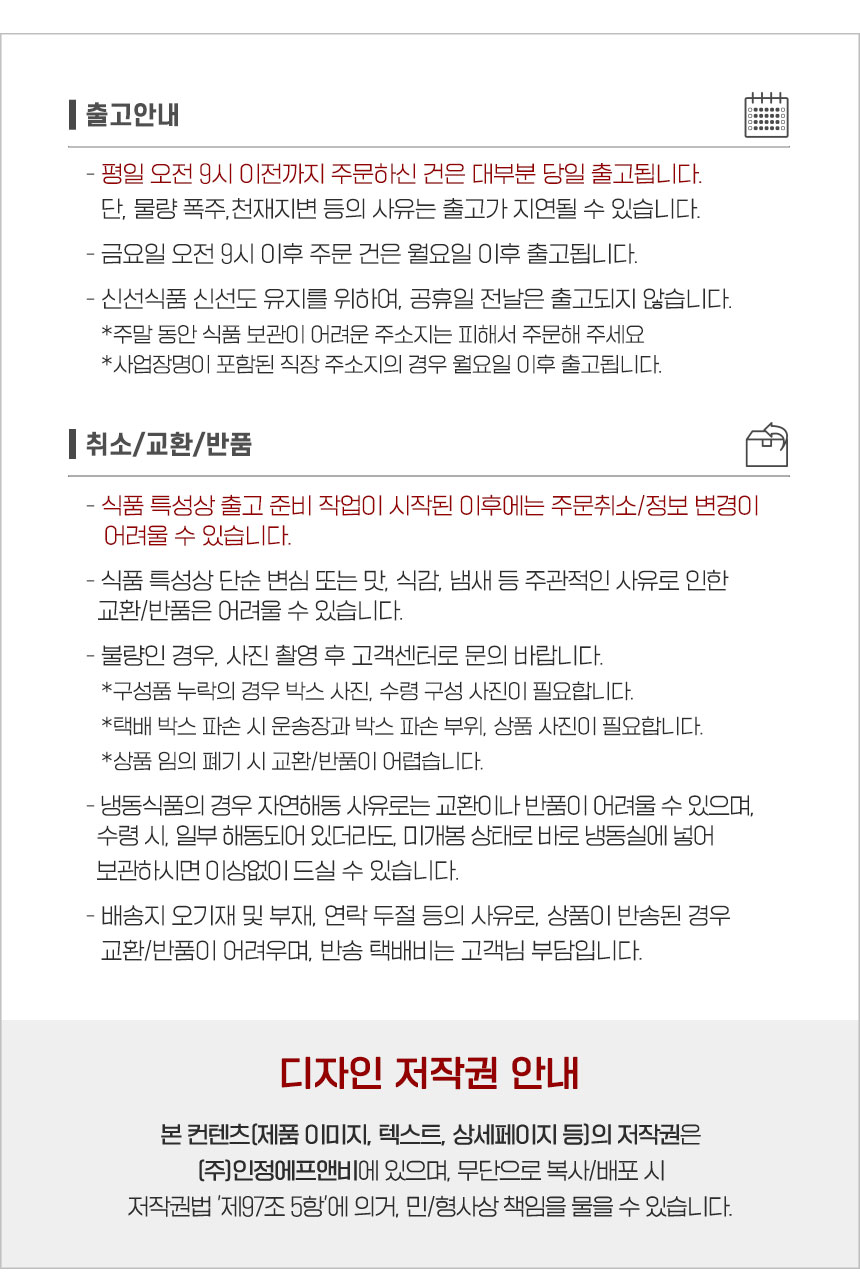 출고안내
- 평일 오전 9시 이전까지 주문하신 건은 대부분 당일 출고됩니다.
단, 물량 폭주,천재지변 등의 사유는 출고가 지연될 수 있습니다.
- 금요일 오전 9시 이후 주문 건은 월요일 이후 출고됩니다.
- 신선식품 신선도 유지를 위하여, 공휴일 전날은 출고되지 않습니다.
*주말 동안 식품 보관이 어려운 주소지는 피해서 주문해 주세요
*사업장명이 포함된 직장 주소지의 경우 월요일 이후 출고됩니다.
취소/교환/반품
- 식품 특성상 출고 준비 작업이 시작된 이후에는 주문취소/정보 변경이
어려울 수 있습니다.
- 식품 특성상 단순 변심 또는 맛, 식감, 냄새 등 주관적인 사유로 인한
교환/반품은 어려울 수 있습니다.
- 불량인 경우, 사진 촬영 후 고객센터로 문의 바랍니다.
*구성품 누락의 경우 박스 사진, 수령 구성 사진이 필요합니다.
*택배 박스 파손 시 운송장과 박스 파손 부위, 상품 사진이 필요합니다.
*상품 임의 폐기 시 교환/반품이 어렵습니다.
- 냉동식품의 경우 자연해동 사유로는 교환이나 반품이 어려울 수 있으며,
수령 시, 일부 해동되어 있더라도, 미개봉 상태로 바로 냉동실에 넣어
보관하시면 이상없이 드실 수 있습니다.
- 배송지 오기재 및 부재, 연락 두절 등의 사유로, 상품이 반송된 경우
교환/반품이 어려우며, 반송 택배비는 고객님 부담입니다.
디자인 저작권 안내
본 컨텐츠(제품 이미지, 텍스트, 상세페이지 등)의 저작권은
(주)인정에프앤비에 있으며, 무단으로 복사/배포 시
저작권법 '제97조 5항'에 의거, 민/형사상 책임을 물을 수 있습니다.